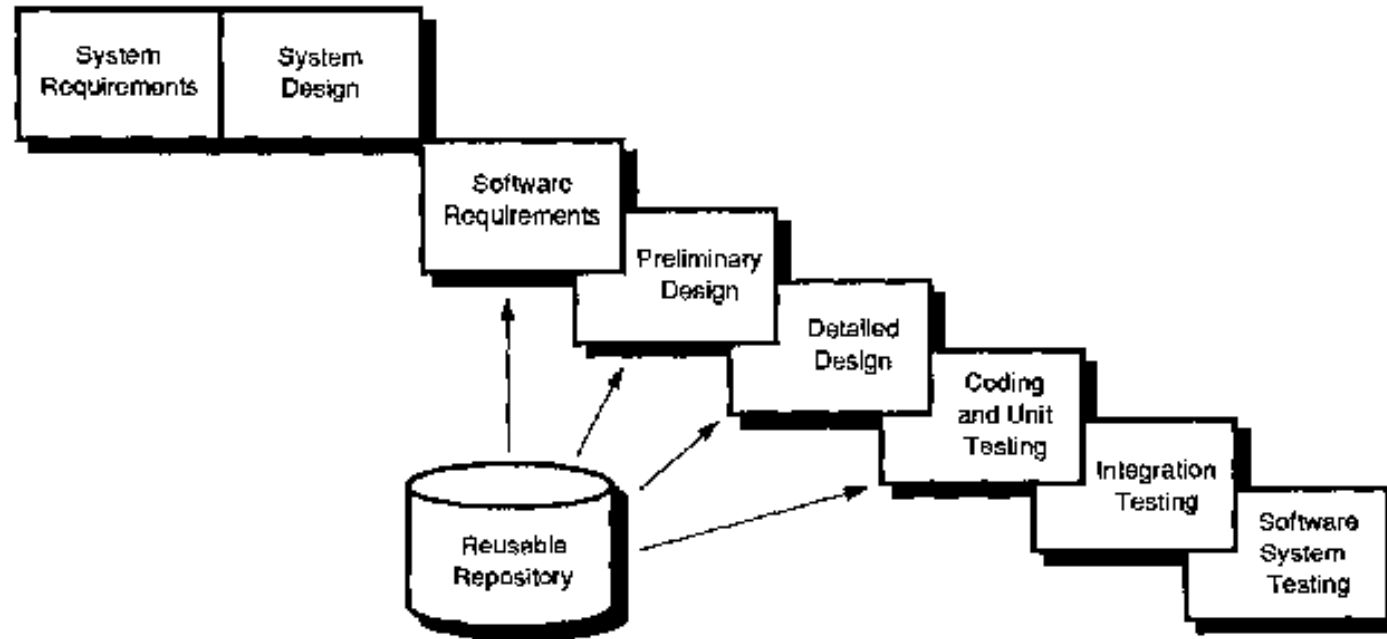 System
Requirements
System
Design
Software
Requirements
Preliminary
Design
Detailed
Design
Coding
and Unit
Testing
Integration
Testing
Software
System
Testing
Reusable
Repository